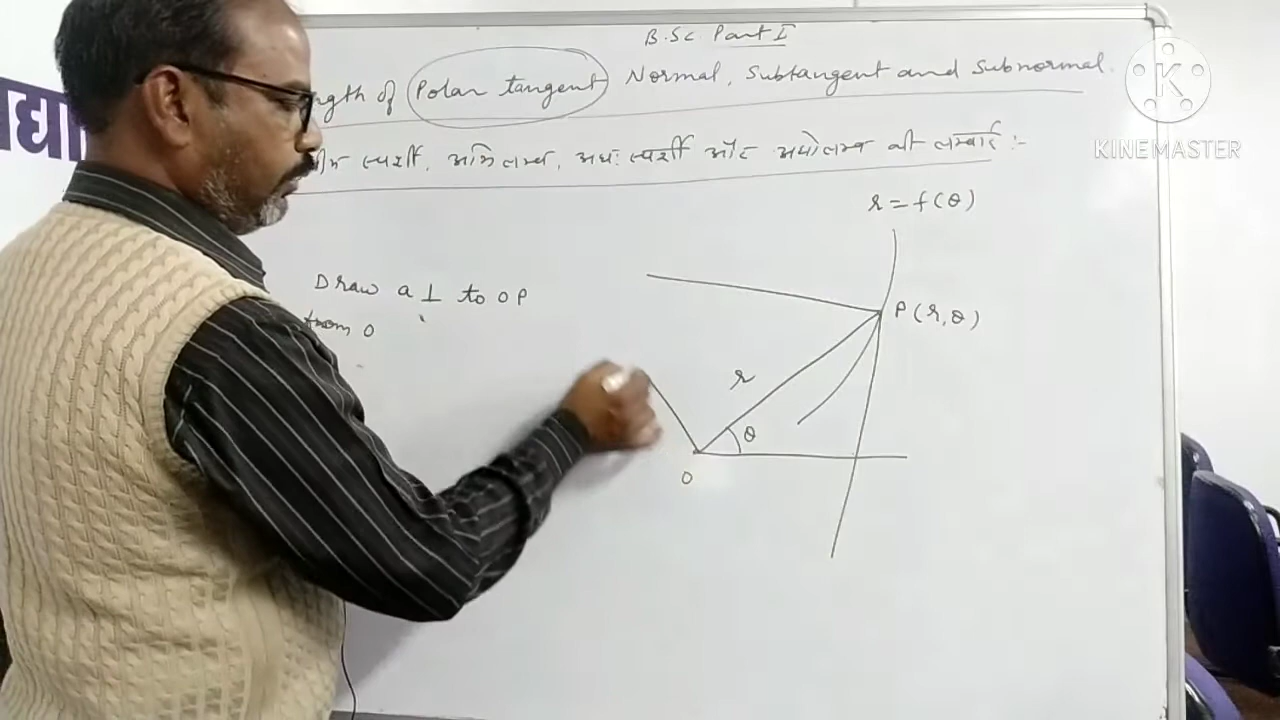 B.Sc Part I
ngth of Polar tangent, Normal, Subtangent and Subnormal.
स्पर्शी, अभिलम्ब, अधः स्पर्शी और अधोलम्ब की लम्बाई :-
r = f(θ)
Draw a ⊥ to OP
from O
P(r,θ)
r
θ
O
KINEMASTER